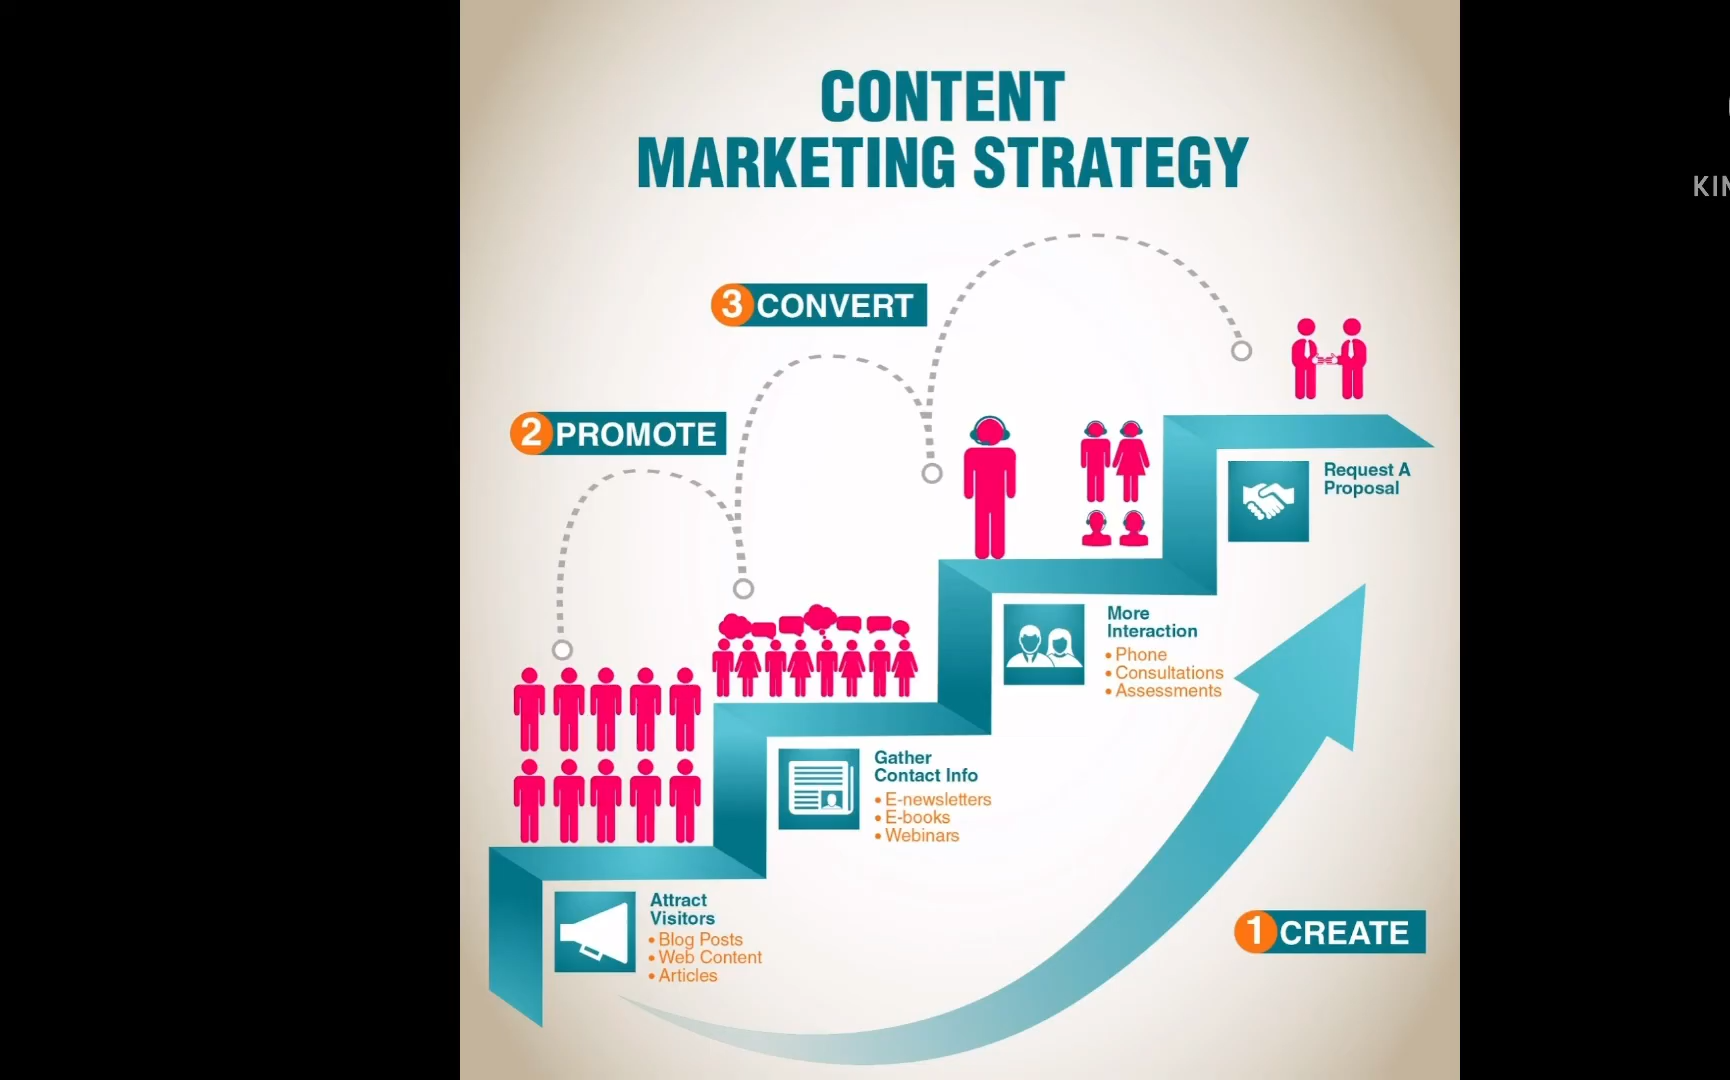 CONTENT
MARKETING STRATEGY
3 CONVERT
2 PROMOTE
Request A
Proposal
More
Interaction
• Phone
• Consultations
• Assessments
Gather
Contact Info
• E-newsletters
• E-books
• Webinars
1 CREATE
Attract
Visitors
• Blog Posts
• Web Content
• Articles